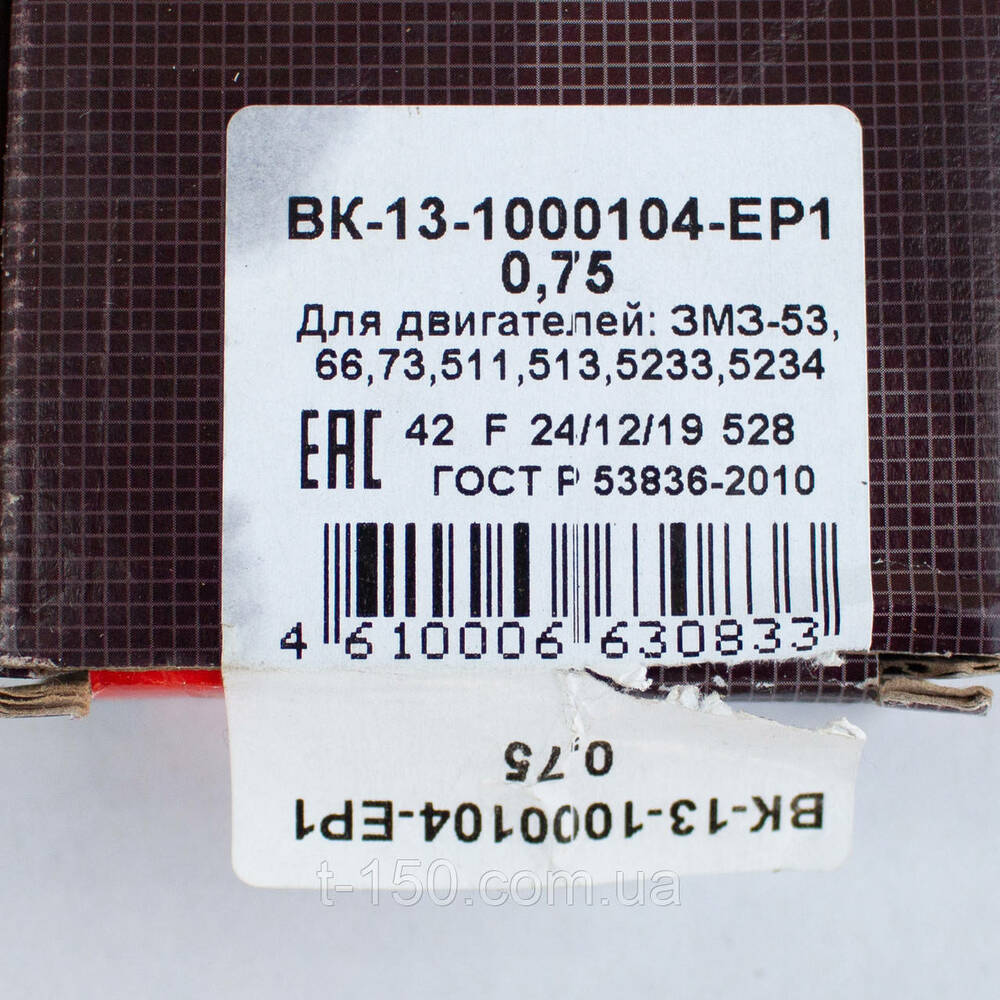 ВК-13-1000104-ЕР1
0,75
Для двигателей: ЗМЗ-53,
66,73,511,513,5233,5234
ЕАС 42 F 24/12/19 528
ГОСТ Р 53836-2010
4 610006 630833
0,75
ВК-13-1000104-ЕР1
t-150.com.ua